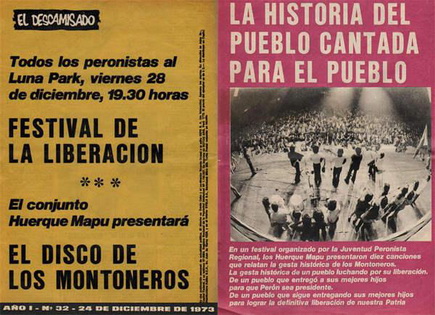 EL DESCAMISADO
Todos los peronistas al
Luna Park, viernes 28
de diciembre, 19.30 horas
FESTIVAL DE
LA LIBERACION
***
El conjunto
Huerque Mapu presentará
EL DISCO DE
LOS MONTONEROS
AÑO I - Nº 32 - 24 DE DICIEMBRE DE 1973
LA HISTORIA DEL
PUEBLO CANTADA
PARA EL PUEBLO
En un festival organizado por la Juventud Peronista
Regional, los Huerque Mapu presentaron diez canciones
que relatan la gesta histórica de los Montoneros.
La gesta histórica de un pueblo luchando por su liberación.
De un pueblo que entregó a sus mejores hijos
para que Perón sea presidente.
De un pueblo que sigue entregando sus mejores hijos
para lograr la definitiva liberación de nuestra Patria